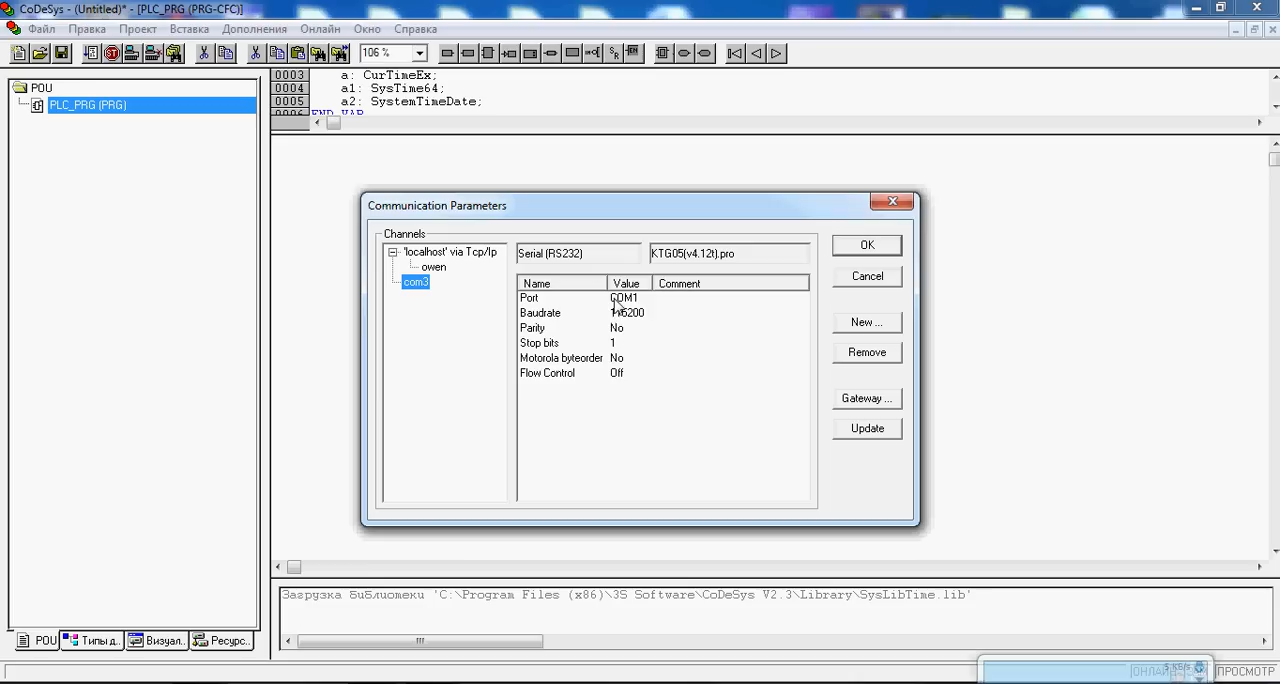 CoDeSys - (Untitled)* - [PLC_PRG (PRG-CFC)]
Файл Правка Проект Вставка Дополнения Онлайн Окно Справка
106 %
POU
PLC_PRG (PRG)
0003 a: CurTimeEx;
0004 a1: SysTime64;
0005 a2: SystemTimeDate;
0006 END_VAR
Communication Parameters
Channels
'localhost' via Tcp/Ip
owen
com3
Serial (RS232) KTG05(v4.12t).pro
Name Value Comment
Port COM1
Baudrate
Parity No
Stop bits 1
Motorola byteorder No
Flow Control Off
OK
Cancel
New ...
Remove
Gateway ...
Update
Загрузка библиотеки 'C:\Program Files (x86)\3S Software\CoDeSys V2.3\Library\SysLibTime.lib'
POU Типы д.. Визуал.. Ресурс..
5 КБ/s
ПРОСМОТР